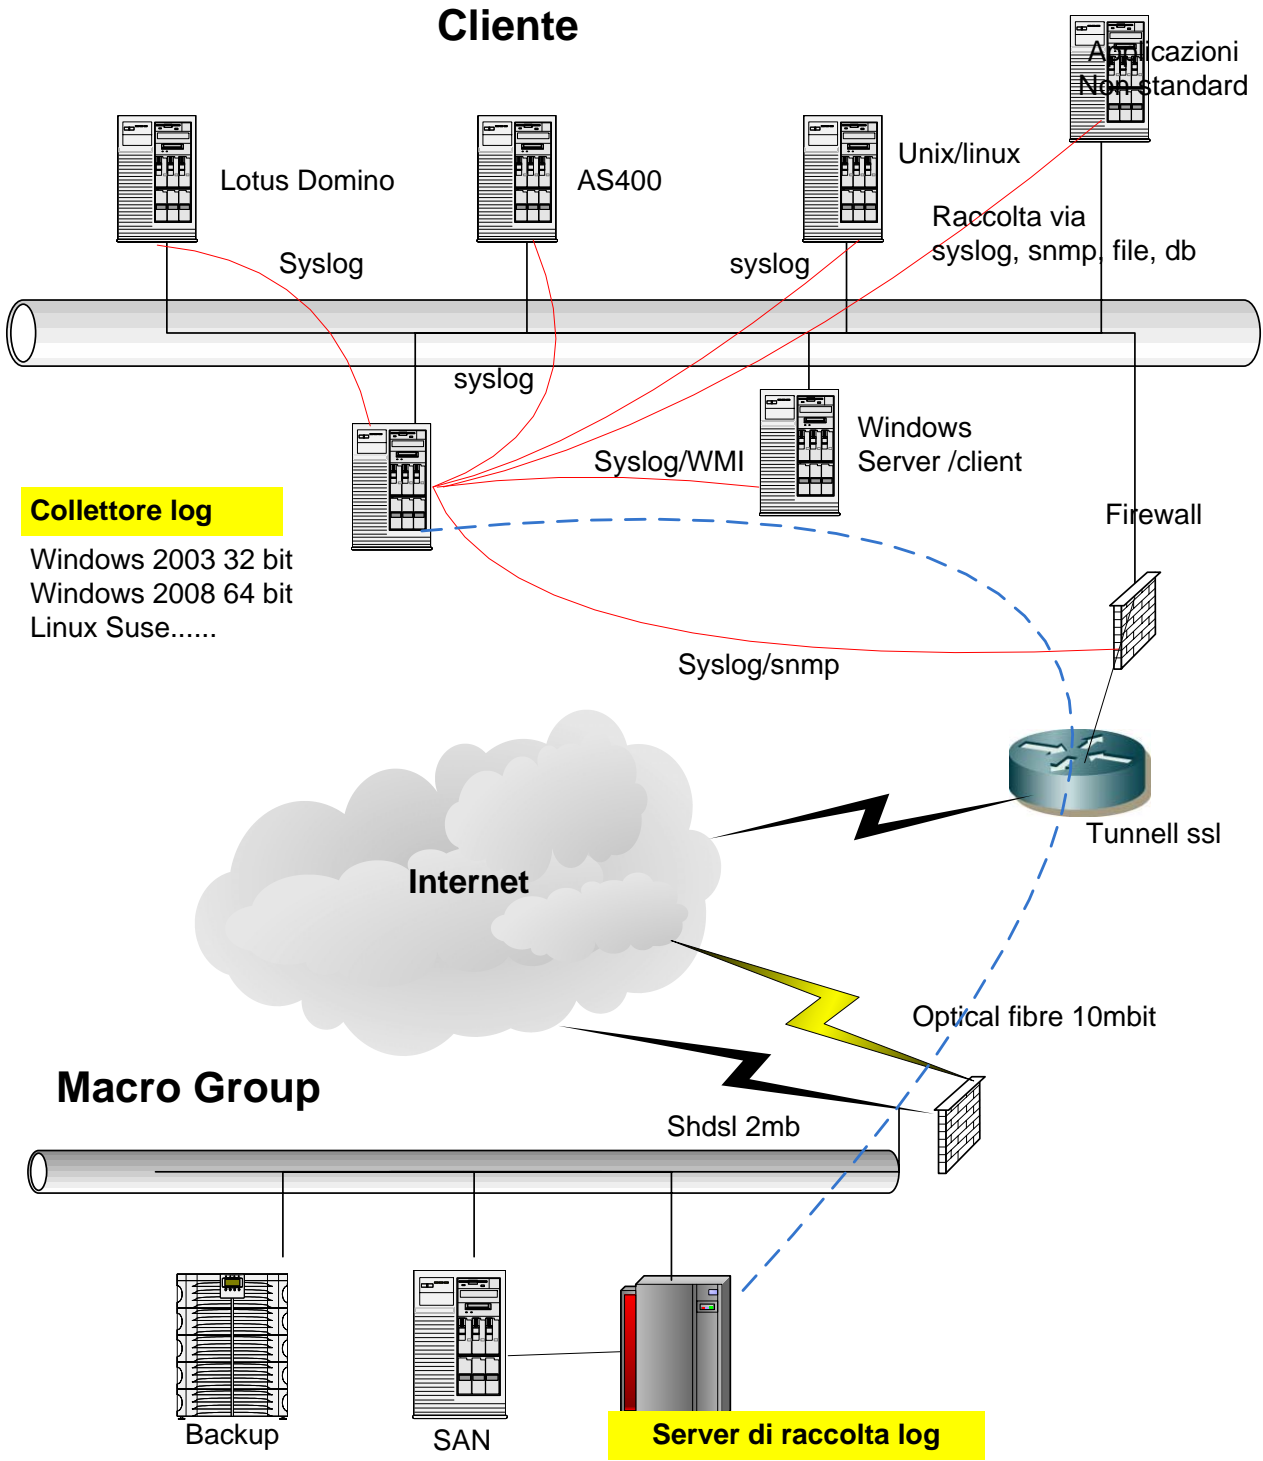 Cliente
Applicazioni
Non standard
Unix/linux
Lotus Domino
AS400
Raccolta via
syslog, snmp, file, db
Syslog
syslog
syslog
Windows
Server /client
Syslog/WMI
Collettore log
Firewall
Windows 2003 32 bit
Windows 2008 64 bit
Linux Suse......
Syslog/snmp
Tunnell ssl
Internet
Optical fibre 10mbit
Macro Group
Shdsl 2mb
Backup
SAN
Server di raccolta log